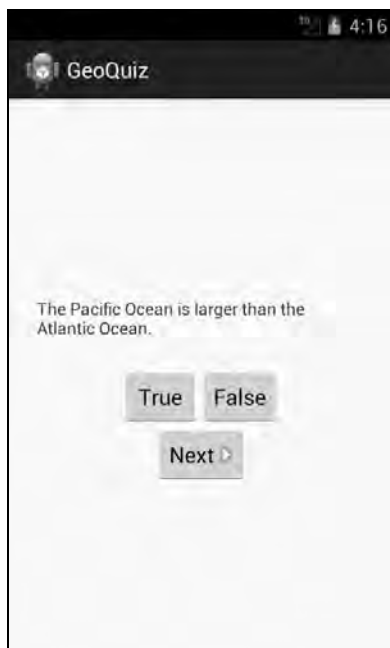 4:16
GeoQuiz
The Pacific Ocean is larger than the
Atlantic Ocean.
True False
Next